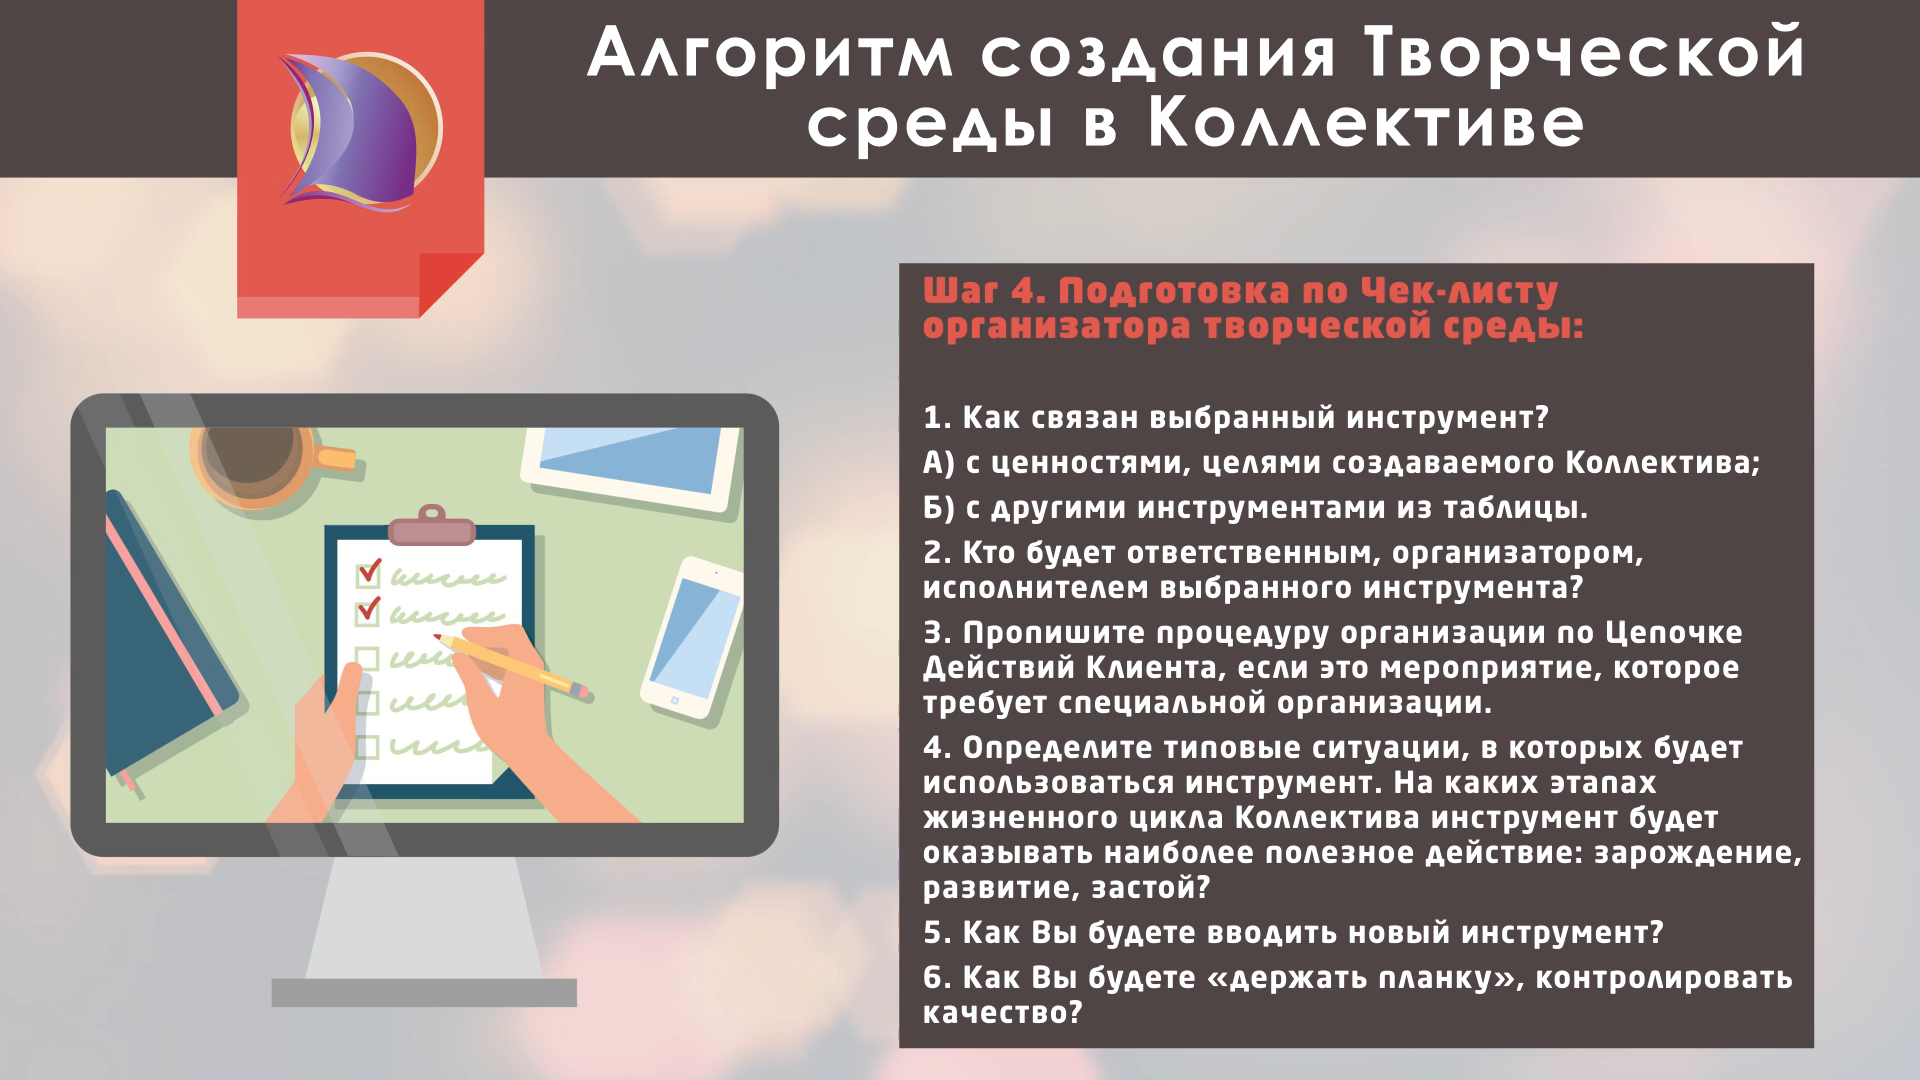 Алгоритм создания Творческой
среды в Коллективе
Шаг 4. Подготовка по Чек-листу
организатора творческой среды:
1. Как связан выбранный инструмент?
А) с ценностями, целями создаваемого Коллектива;
Б) с другими инструментами из таблицы.
2. Кто будет ответственным, организатором,
исполнителем выбранного инструмента?
3. Пропишите процедуру организации по Цепочке
Действий Клиента, если это мероприятие, которое
требует специальной организации.
4. Определите типовые ситуации, в которых будет
использоваться инструмент. На каких этапах
жизненного цикла Коллектива инструмент будет
оказывать наиболее полезное действие: зарождение,
развитие, застой?
5. Как Вы будете вводить новый инструмент?
6. Как Вы будете «держать планку», контролировать
качество?